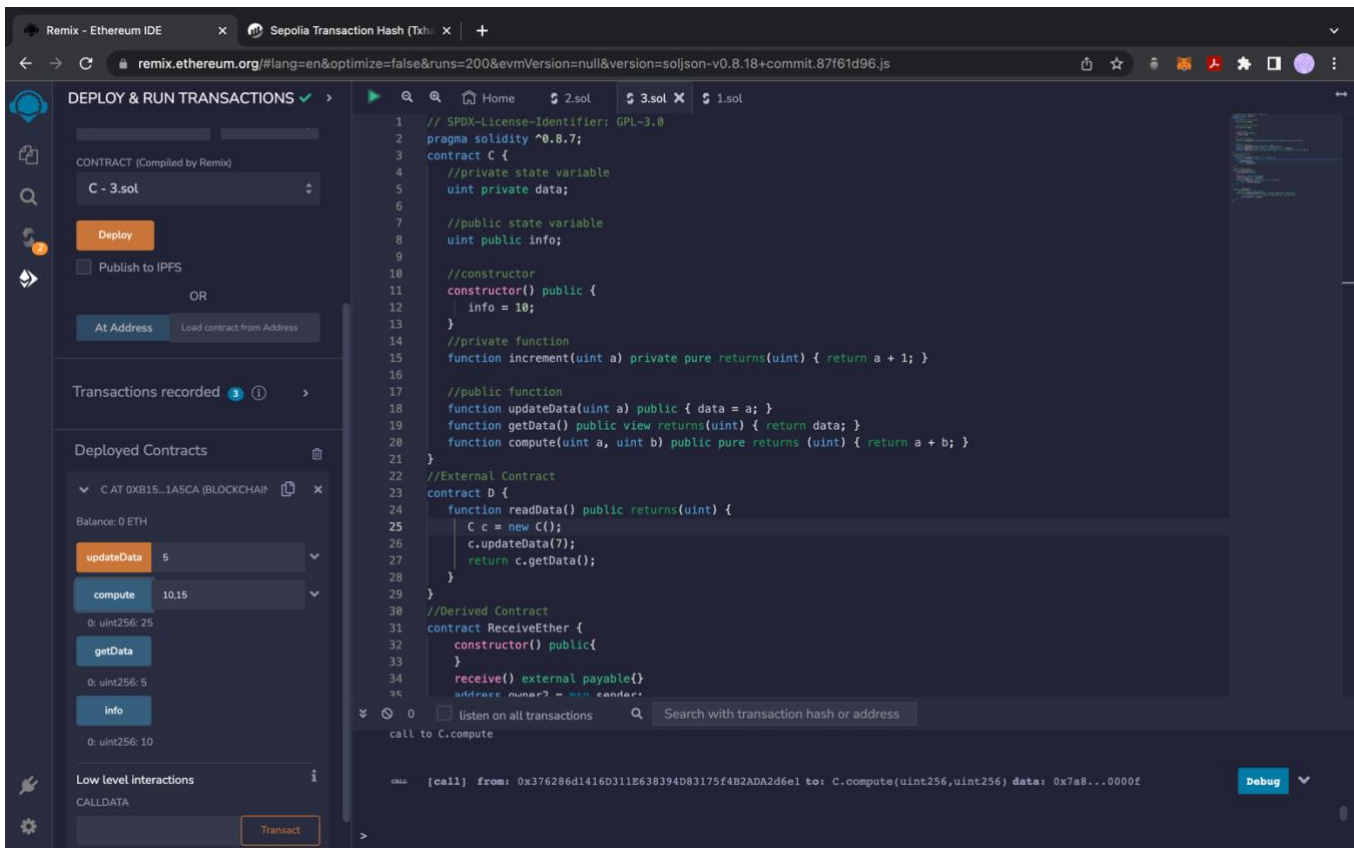 Remix - Ethereum IDE
Sepolia Transaction Hash (Txh
remix.ethereum.org/#lang=en&optimize=false&runs=200&evmVersion=null&version=soljson-v0.8.18+commit.87f61d96.js
DEPLOY & RUN TRANSACTIONS
CONTRACT (Compiled by Remix)
C - 3.sol
Deploy
Publish to IPFS
OR
At Address Load contract from Address
Transactions recorded 3
Deployed Contracts
C AT 0XB15...1A5CA (BLOCKCHAIN
Balance: 0 ETH
updateData 5
compute 10,15
0: uint256: 25
getData
0: uint256: 5
info
0: uint256: 10
Low level interactions
CALLDATA
Transact
2
Home 2.sol 3.sol 1.sol
1 // SPDX-License-Identifier: GPL-3.0
2 pragma solidity ^0.8.7;
3 contract C {
4 //private state variable
5 uint private data;
6
7 //public state variable
8 uint public info;
9
10 //constructor
11 constructor() public {
12 info = 10;
13 }
14 //private function
15 function increment(uint a) private pure returns(uint) { return a + 1; }
16
17 //public function
18 function updateData(uint a) public { data = a; }
19 function getData() public view returns(uint) { return data; }
20 function compute(uint a, uint b) public pure returns (uint) { return a + b; }
21 }
22 //External Contract
23 contract D {
24 function readData() public returns(uint) {
25 C c = new C();
26 c.updateData(7);
27 return c.getData();
28 }
29 }
30 //Derived Contract
31 contract ReceiveEther {
32 constructor() public{
33 }
34 receive() external payable{}
35 address owner2 = msg.sender;
0 listen on all transactions Search with transaction hash or address
call to C.compute
CALL [call] from: 0x376286d1416D311E638394D83175f4B2ADA2d6e1 to: C.compute(uint256,uint256) data: 0x7a8...0000f
Debug
>